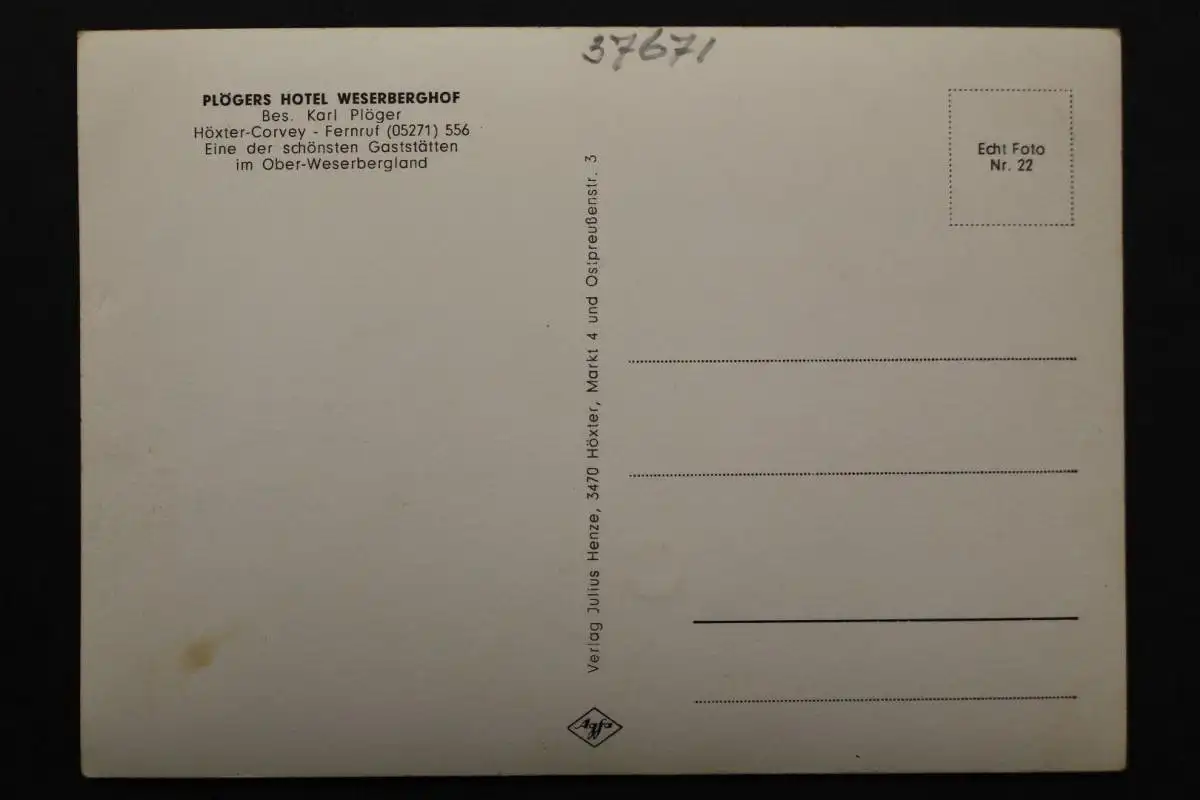 37671
PLÖGERS HOTEL WESERBERGHOF
Bes. Karl Plöger
Höxter-Corvey - Fernruf (05271) 556
Eine der schönsten Gaststätten
im Ober-Weserbergland
Echt Foto
Nr. 22
Verlag Julius Henze, 3470 Höxter, Markt 4 und Ostpreußenstr. 3
Agfa